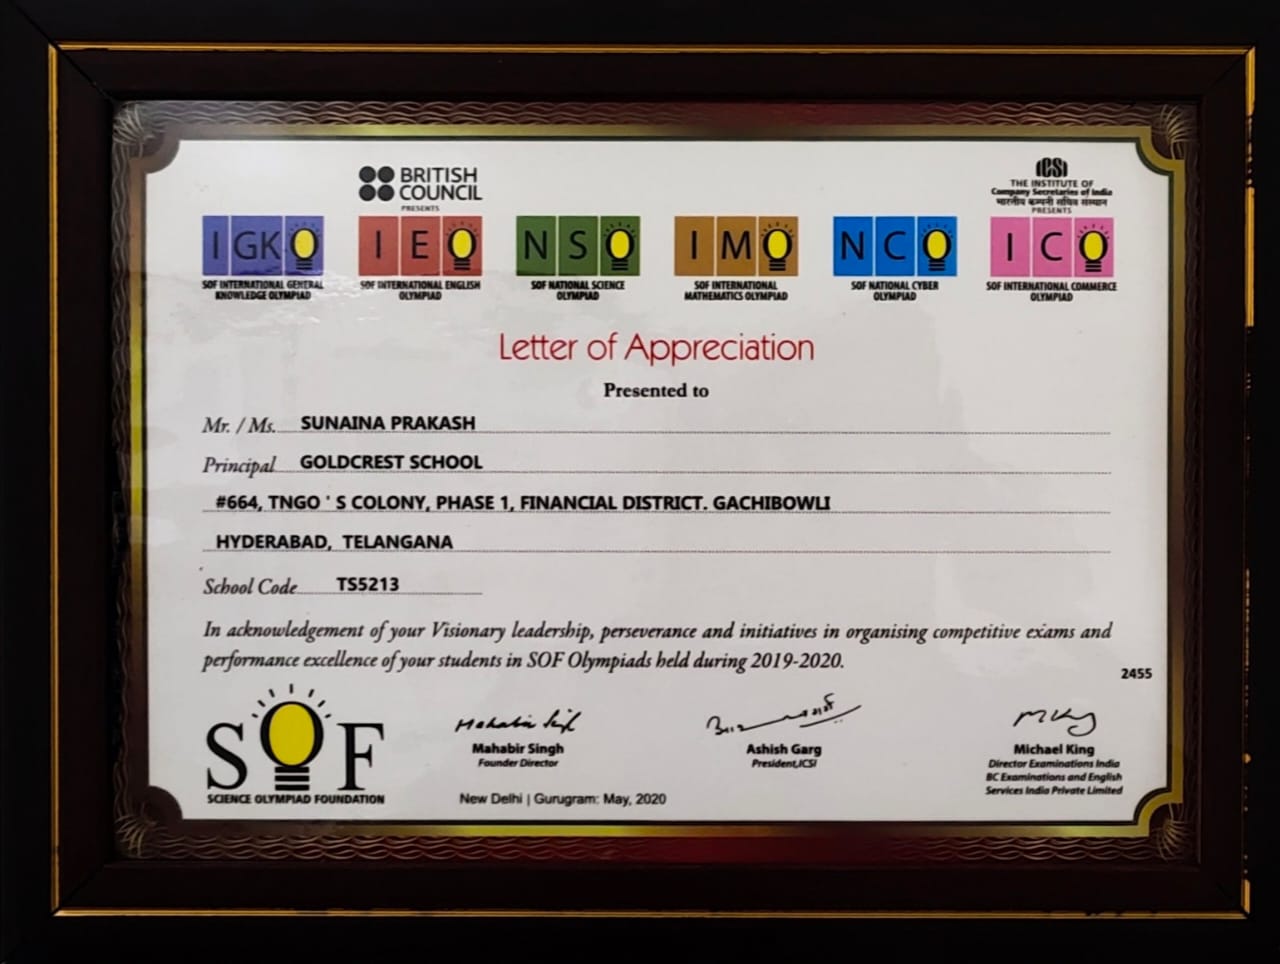 BRITISH
COUNCIL
PRESENTS
ICSI
THE INSTITUTE OF
Company Secretaries of India
भारतीय कम्पनी सचिव संस्थान
PRESENTS
IGKO
SOF INTERNATIONAL GENERAL
KNOWLEDGE OLYMPIAD
IEO
SOF INTERNATIONAL ENGLISH
OLYMPIAD
NSO
SOF NATIONAL SCIENCE
OLYMPIAD
IMO
SOF INTERNATIONAL
MATHEMATICS OLYMPIAD
NCO
SOF NATIONAL CYBER
OLYMPIAD
ICO
SOF INTERNATIONAL COMMERCE
OLYMPIAD
Letter of Appreciation
Presented to
Mr. / Ms. SUNAINA PRAKASH
Principal GOLDCREST SCHOOL
#664, TNGO ' S COLONY, PHASE 1, FINANCIAL DISTRICT. GACHIBOWLI
HYDERABAD, TELANGANA
School Code TS5213
In acknowledgement of your Visionary leadership, perseverance and initiatives in organising competitive exams and
performance excellence of your students in SOF Olympiads held during 2019-2020.
2455
SOF
SCIENCE OLYMPIAD FOUNDATION
Mahabir Singh
Mahabir Singh
Founder Director
New Delhi | Gurugram: May, 2020
Ashish Garg
President,ICSI
MKing
Michael King
Director Examinations India
BC Examinations and English
Services India Private Limited